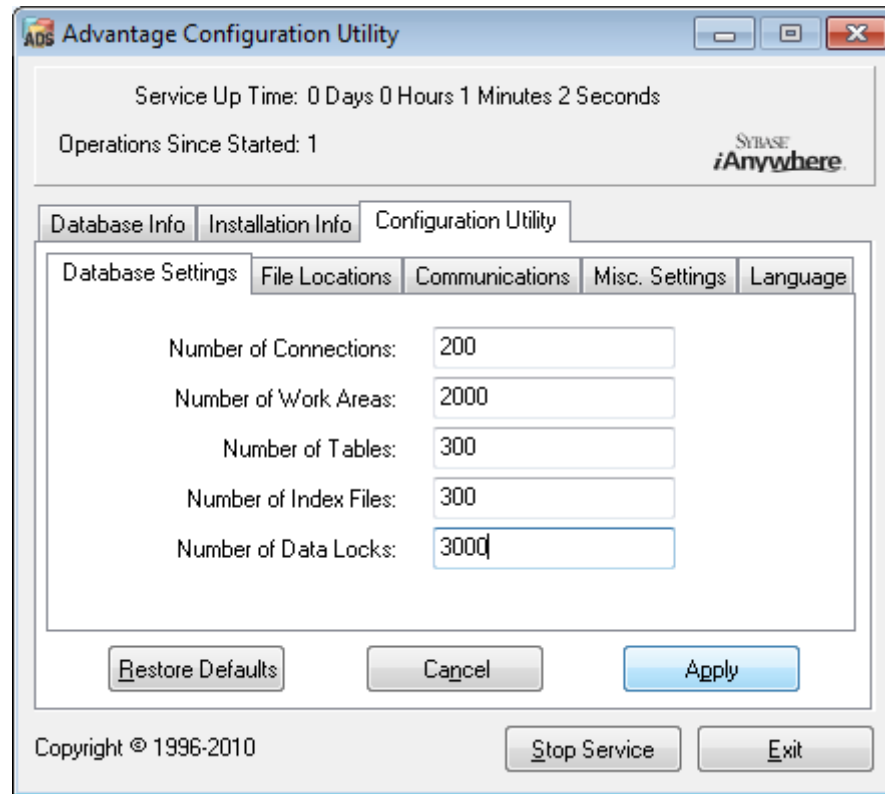 ADS Advantage Configuration Utility
Service Up Time: 0 Days 0 Hours 1 Minutes 2 Seconds
Operations Since Started: 1
SYBASE
iAnywhere.
Database Info Installation Info Configuration Utility
Database Settings File Locations Communications Misc. Settings Language
Number of Connections: 200
Number of Work Areas: 2000
Number of Tables: 300
Number of Index Files: 300
Number of Data Locks: 3000
Restore Defaults Cancel Apply
Copyright © 1996-2010 Stop Service Exit